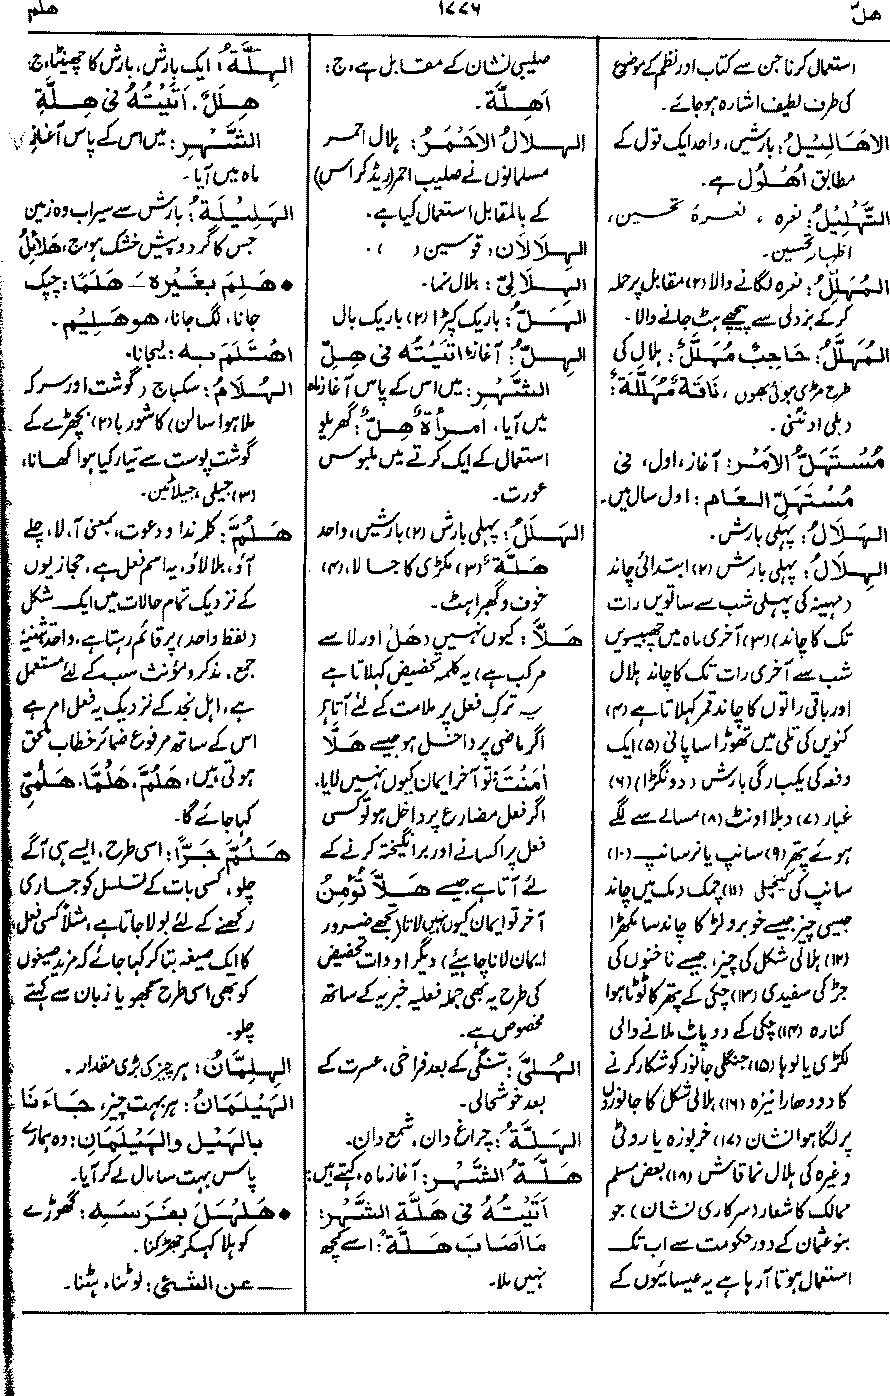 هلّ
١٧٧٦
هلم
استعمال کرنا جن سے کتاب اور نظم کے موضوع
کی طرف لطیف اشارہ ہو جائے۔
الاَهَالِيْلُ: بارشیں، واحد ایک قول کے
مطابق اُهْلُوْل ہے۔
التَّهْلِيْلُ: نعرہ، نعرۂ تحسین،
اظہار تحسین۔
المُهَلِّلُ: نعرہ لگانے والا (۲) مقابل پر حملہ
کرکے بزدلی سے پیچھے ہٹ جانے والا۔
المُهَلَّلُ: حَاجِبٌ مُهَلَّلٌ: ہلال کی
طرح مڑی ہوئی بھوں، نَاقَةٌ مُهَلَّلَةٌ:
دبلی اونٹنی۔
مُسْتَهَلُّ الاَمْر: آغاز، اول، فی
مُسْتَهَلِّ العَام: اول سال میں۔
الهَلَالُ: پہلی بارش۔
الهِلَالُ: پہلی بارش (۲) ابتدائی چاند
(مہینہ کی پہلی شب سے ساتویں رات
تک کا چاند) (۳) آخری ماہ میں چھبیسویں
شب سے آخری رات تک کا چاند ہلال
اور باقی راتوں کا چاند قمر کہلاتا ہے (۴)
کنویں کی تلی میں تھوڑا سا پانی (۵) ایک
دفعہ کی یکبارگی بارش (دونگڑا) (۶)
غبار (۷) دبلا اونٹ (۸) مسالے سے لگے
ہوئے پتھر (۹) سانپ یا نر سانپ (۱۰)
سانپ کی کینچلی (۱۱) چمک دمک میں چاند
جیسی چیز جیسے خوبرو لڑکا چاند سا مکھڑا
(۱۲) ہلالی شکل کی چیز، جیسے ناخنوں کی
جڑ کی سفیدی (۱۳) چکی کے پتھر کا ٹوٹا ہوا
کنارہ (۱۴) چکی کے دو پاٹ ملانے والی
لکڑی یا لوہا (۱۵) جنگلی جانور کو شکار کرنے
کا دو دھارا نیزہ (۱۶) ہلالی شکل کا جانوروں
پر لگا ہوا نشان (۱۷) خربوزہ یا روٹی
وغیرہ کی ہلال نما قاش (۱۸) بعض مسلم
ممالک کا شعار (سرکاری نشان) جو
بنو عثمان کے دور حکومت سے اب تک
استعمال ہوتا آرہا ہے یہ عیسائیوں کے
صلیبی نشان کے مقابل ہے، ج:
اَهِلَّة۔
الهِلَالُ الاَحْمَرُ: ہلال احمر
مسلمانوں نے صلیب احمر (ریڈ کراس)
کے بالمقابل استعمال کیا ہے۔
الهِلَالَانِ: قوسین ( )۔
الهِلَالِيُّ: ہلال نما۔
الهَلُّ: باریک کپڑا (۲) باریک بال
الهِلُّ: آغاز، اَتَيْتُهُ فِى هِلِّ
الشَّهْرِ: میں اس کے پاس آغاز ماہ
میں آیا، اِمرأةٌ هِلٌّ: گھریلو
استعمال کے ایک کرتے میں ملبوس
عورت۔
الهَلَلُ: پہلی بارش (۲) بارشیں، واحد
هَلَّةٌ (۳) مکڑی کا جالا، (۴)
خوف و گھبراہٹ۔
هَلَّا: کیوں نہیں (هَلْ اور لا سے
مرکب ہے) یہ کلمہ تحضیض کہلاتا ہے
یہ ترک فعل پر ملامت کے لئے آتا ہے
اگر ماضی پر داخل ہو جیسے هَلَّا
اٰمَنْتَ: تو آخر ایمان کیوں نہیں لایا،
اگر فعل مضارع پر داخل ہو تو کسی
فعل پر اکسانے اور برانگیختہ کرنے کے
لئے آتا ہے، جیسے هَلَّا تُؤْمِنُ
آخر تو ایمان کیوں نہیں لاتا (تجھے ضرور
ایمان لانا چاہیئے) دیگر ادوات تحضیض
کی طرح یہ بھی جملہ فعلیہ خبریہ کے ساتھ
مخصوص ہے۔
الهُلّٰى: تنگی کے بعد فراخی، عسرت کے
بعد خوشحالی۔
الهَلَّةُ: چراغ دان، شمع دان۔
هَلَّةُ الشَّهْر: آغاز ماہ، کہتے ہیں:
اَتَيْتُهُ فِى هَلَّةِ الشَّهْرِ:
مَا اَصَابَ هَلَّةً: اسے کچھ
نہیں ملا۔
الهِلَّةُ: ایک بارش، بارش کا چھینٹا، ج:
هِلَلٌ، اَتَيْتُهُ فِى هِلَّةِ
الشَّهْرِ: میں اس کے پاس آغاز
ماہ میں آیا۔
الهَلِيْلَةُ: بارش سے سیراب وہ زمین
جس کا گرد و پیش خشک ہو، ج، هَلَائِلُ
• هَلِمَ بِغَيْرِهٖ ـَ هَلَمًا: چپک
جانا، لگ جانا، هو هَلِيْم۔
اهْتَلَمَ به: لیجانا۔
الهُلَامُ: سکباج (گوشت اور سرکہ
ملا ہوا سالن) کا شوربا (۲) بچھڑے کے
گوشت پوست سے تیار کیا ہوا کھانا،
(۳) جیلی، جیلاٹین۔
هَلُمَّ: کلمہ ندا و دعوت، بمعنی آ، لا، چلے
آؤ، بلا لاؤ، یہ اسم فعل ہے، حجازیوں
کے نزدیک تمام حالات میں ایک شکل
(لفظ واحد) پر قائم رہتا ہے، واحد تثنیہ
جمع، مذکر و مؤنث سب کے لئے مستعمل
ہے، اہل نجد کے نزدیک یہ فعل امر ہے
اس کے ساتھ مرفوع ضمائر خطاب ملحق
ہوتی ہیں، هَلُمَّ، هَلُمَّا، هَلُمِّي
کہا جائے گا۔
هَلُمَّ جَرًّا: اسی طرح، ایسے ہی آگے
چلو، کسی بات کے تسلسل کو جاری
رکھنے کے لئے بولا جاتا ہے، مثلاً کسی فعل
کا ایک صیغہ بتا کر کہا جائے کہ مزید صیغوں
کو بھی اسی طرح سمجھو یا زبان سے کہتے
چلو۔
الهِلِمَّانُ: ہر چیز کی بڑی مقدار۔
الهَيْلَمَانُ: ہر بہت چیز، جَاءَنَا
بِالهَيْل والهَيْلَمَان: وہ ہمارے
پاس بہت سا مال لے کر آیا۔
• هَلْهَلَ بِفَرَسِهٖ: گھوڑے
کو ہلا کہہ کر جھڑکنا۔
— عن الشَّئ: لوٹنا، ہٹنا۔